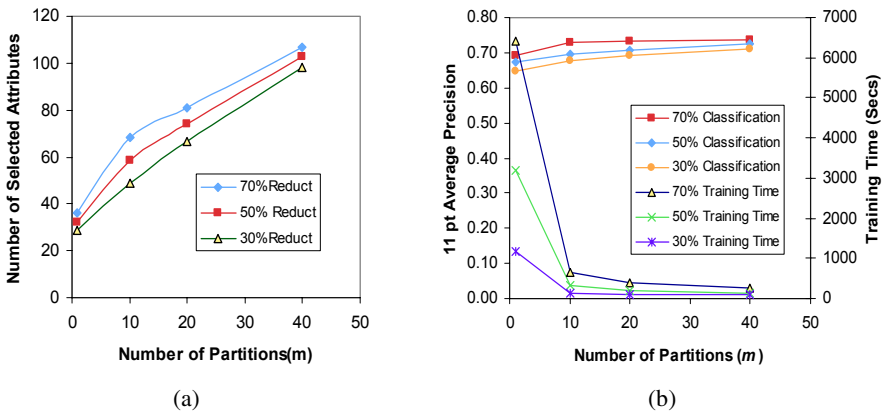 120
100
80
60
40
20
0
0 10 20 30 40 50
Number of Selected Attributes
Number of Partitions(m)
70%Reduct
50% Reduct
30%Reduct
(a)
0.80
0.70
0.60
0.50
0.40
0.30
0.20
0.10
0.00
0 10 20 30 40 50
11 pt Average Precision
Number of Partitions (m)
7000
6000
5000
4000
3000
2000
1000
0
Training Time (Secs)
70% Classification
50% Classification
30% Classification
70% Training Time
50% Training Time
30% Training Time
(b)